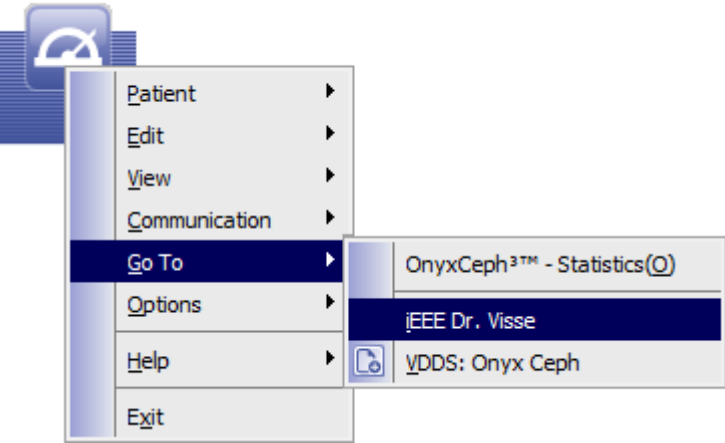 Patient
Edit
View
Communication
Go To
Options
Help
Exit
OnyxCeph³™ - Statistics(O)
iEEE Dr. Visse
VDDS: Onyx Ceph